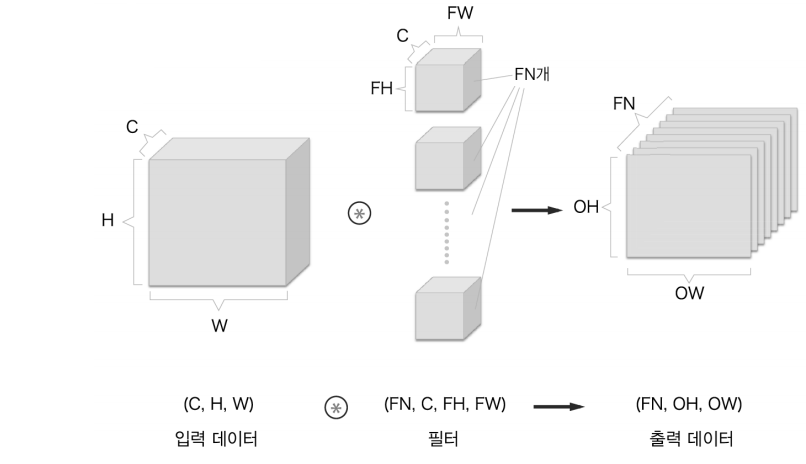 FW
C
FH
FN개
FN
C
H
OH
OW
W
(C, H, W) ⊛ (FN, C, FH, FW) → (FN, OH, OW)
입력 데이터 필터 출력 데이터